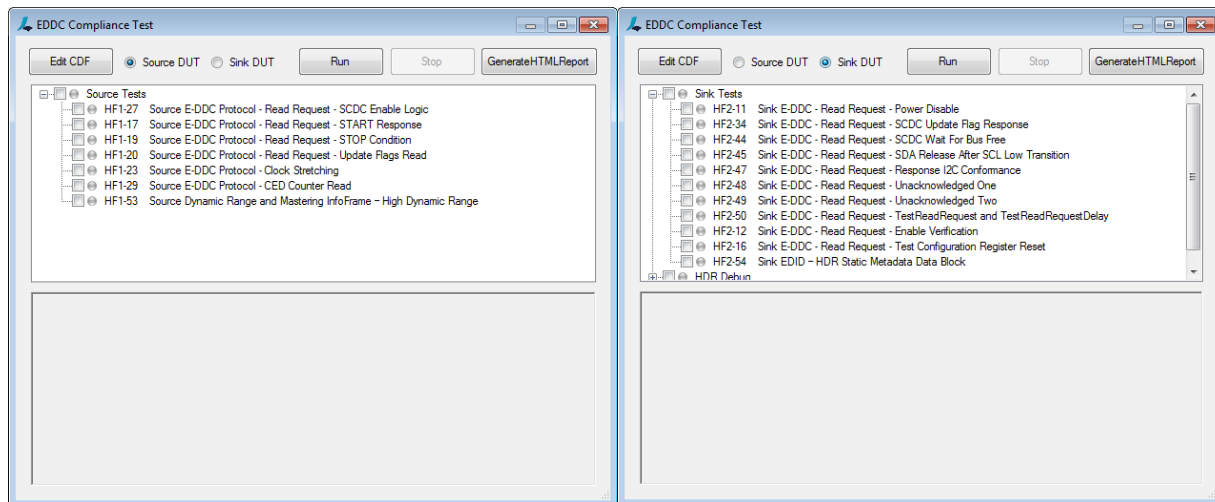 EDDC Compliance Test
Edit CDF Source DUT Sink DUT Run Stop GenerateHTMLReport
Source Tests
HF1-27 Source E-DDC Protocol - Read Request - SCDC Enable Logic
HF1-17 Source E-DDC Protocol - Read Request - START Response
HF1-19 Source E-DDC Protocol - Read Request - STOP Condition
HF1-20 Source E-DDC Protocol - Read Request - Update Flags Read
HF1-23 Source E-DDC Protocol - Clock Stretching
HF1-29 Source E-DDC Protocol - CED Counter Read
HF1-53 Source Dynamic Range and Mastering InfoFrame – High Dynamic Range
EDDC Compliance Test
Edit CDF Source DUT Sink DUT Run Stop GenerateHTMLReport
Sink Tests
HF2-11 Sink E-DDC - Read Request - Power Disable
HF2-34 Sink E-DDC - Read Request - SCDC Update Flag Response
HF2-44 Sink E-DDC - Read Request - SCDC Wait For Bus Free
HF2-45 Sink E-DDC - Read Request - SDA Release After SCL Low Transition
HF2-47 Sink E-DDC - Read Request - Response I2C Conformance
HF2-48 Sink E-DDC - Read Request - Unacknowledged One
HF2-49 Sink E-DDC - Read Request - Unacknowledged Two
HF2-50 Sink E-DDC - Read Request - TestReadRequest and TestReadRequestDelay
HF2-12 Sink E-DDC - Read Request - Enable Verification
HF2-16 Sink E-DDC - Read Request - Test Configuration Register Reset
HF2-54 Sink EDID – HDR Static Metadata Data Block
HDR Debug